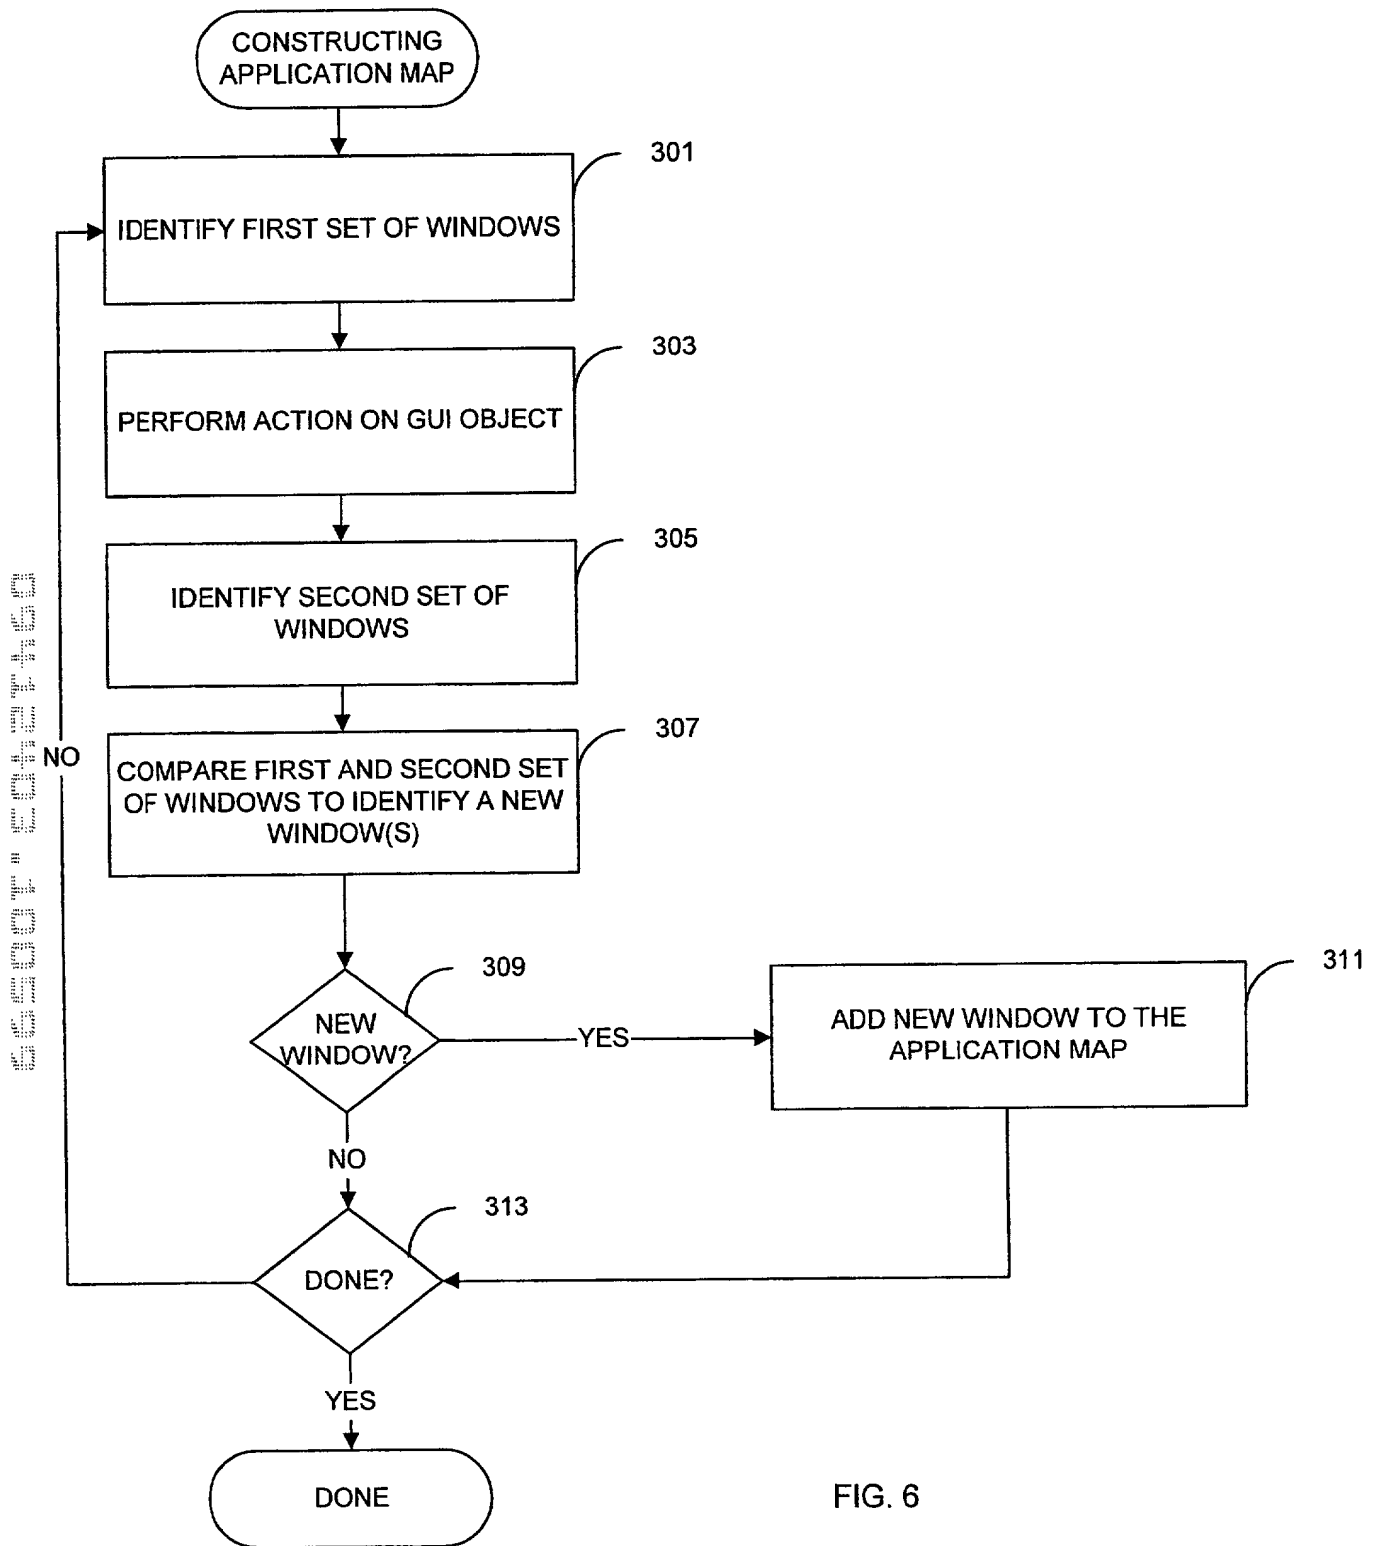 CONSTRUCTING
APPLICATION MAP
301
IDENTIFY FIRST SET OF WINDOWS
303
PERFORM ACTION ON GUI OBJECT
305
IDENTIFY SECOND SET OF
WINDOWS
307
NO
COMPARE FIRST AND SECOND SET
OF WINDOWS TO IDENTIFY A NEW
WINDOW(S)
309
NEW
WINDOW?
YES
311
ADD NEW WINDOW TO THE
APPLICATION MAP
NO
313
DONE?
YES
DONE
FIG. 6